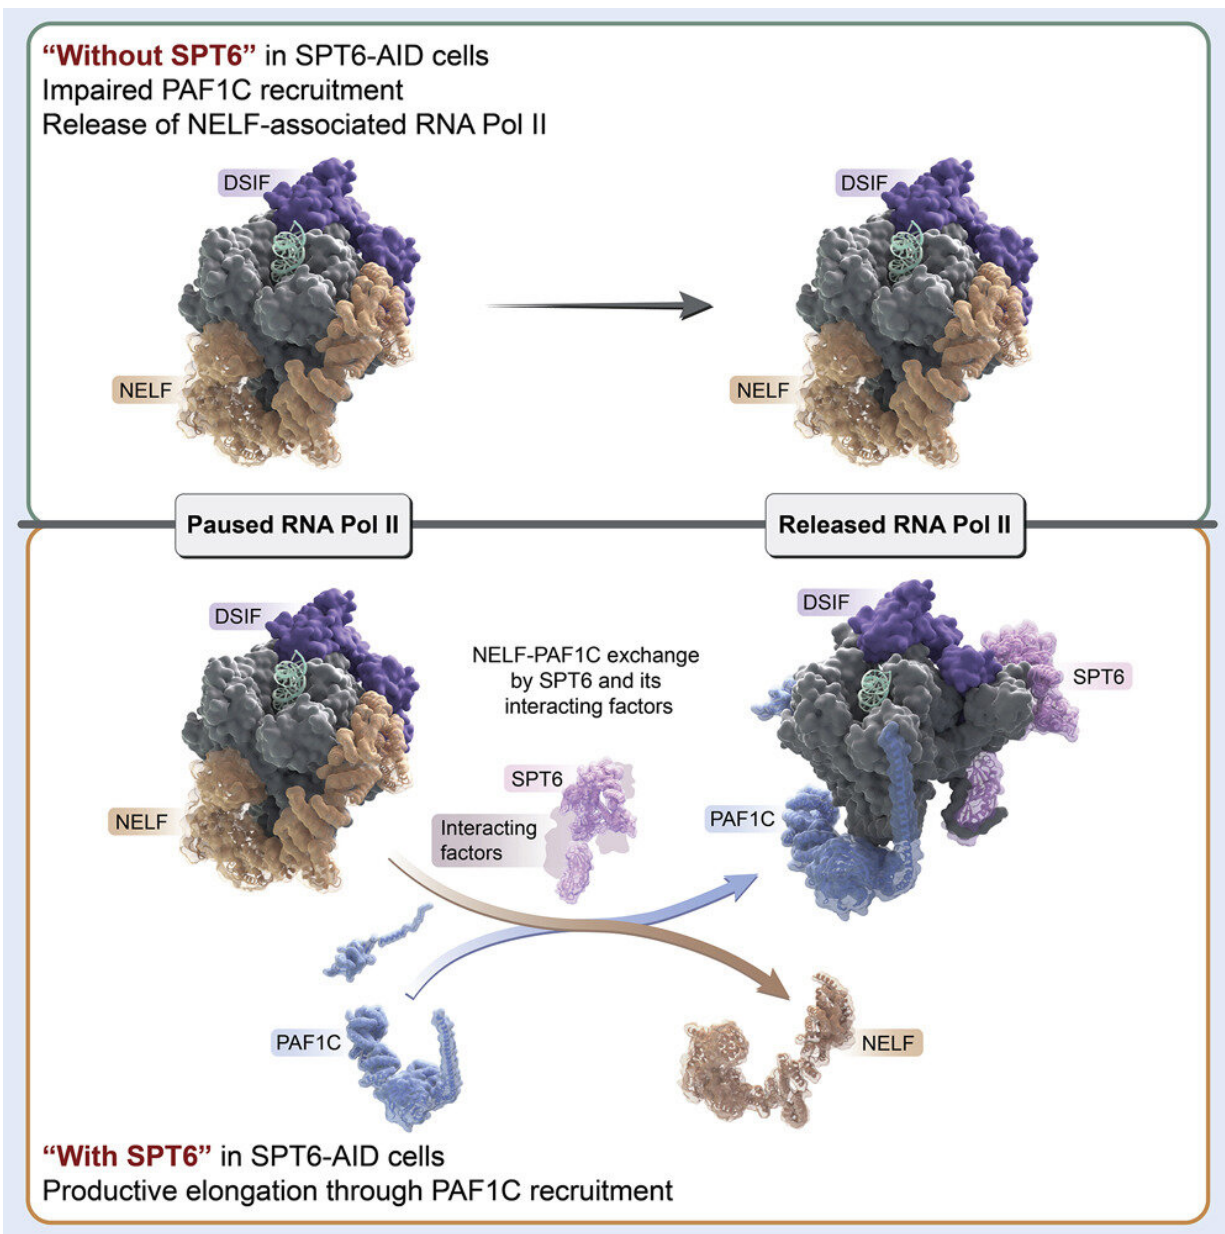 “Without SPT6” in SPT6-AID cells
Impaired PAF1C recruitment
Release of NELF-associated RNA Pol II
DSIF
DSIF
NELF
NELF
Paused RNA Pol II
Released RNA Pol II
DSIF
DSIF
NELF-PAF1C exchange
by SPT6 and its
interacting factors
SPT6
SPT6
NELF
Interacting
factors
PAF1C
PAF1C
NELF
“With SPT6” in SPT6-AID cells
Productive elongation through PAF1C recruitment